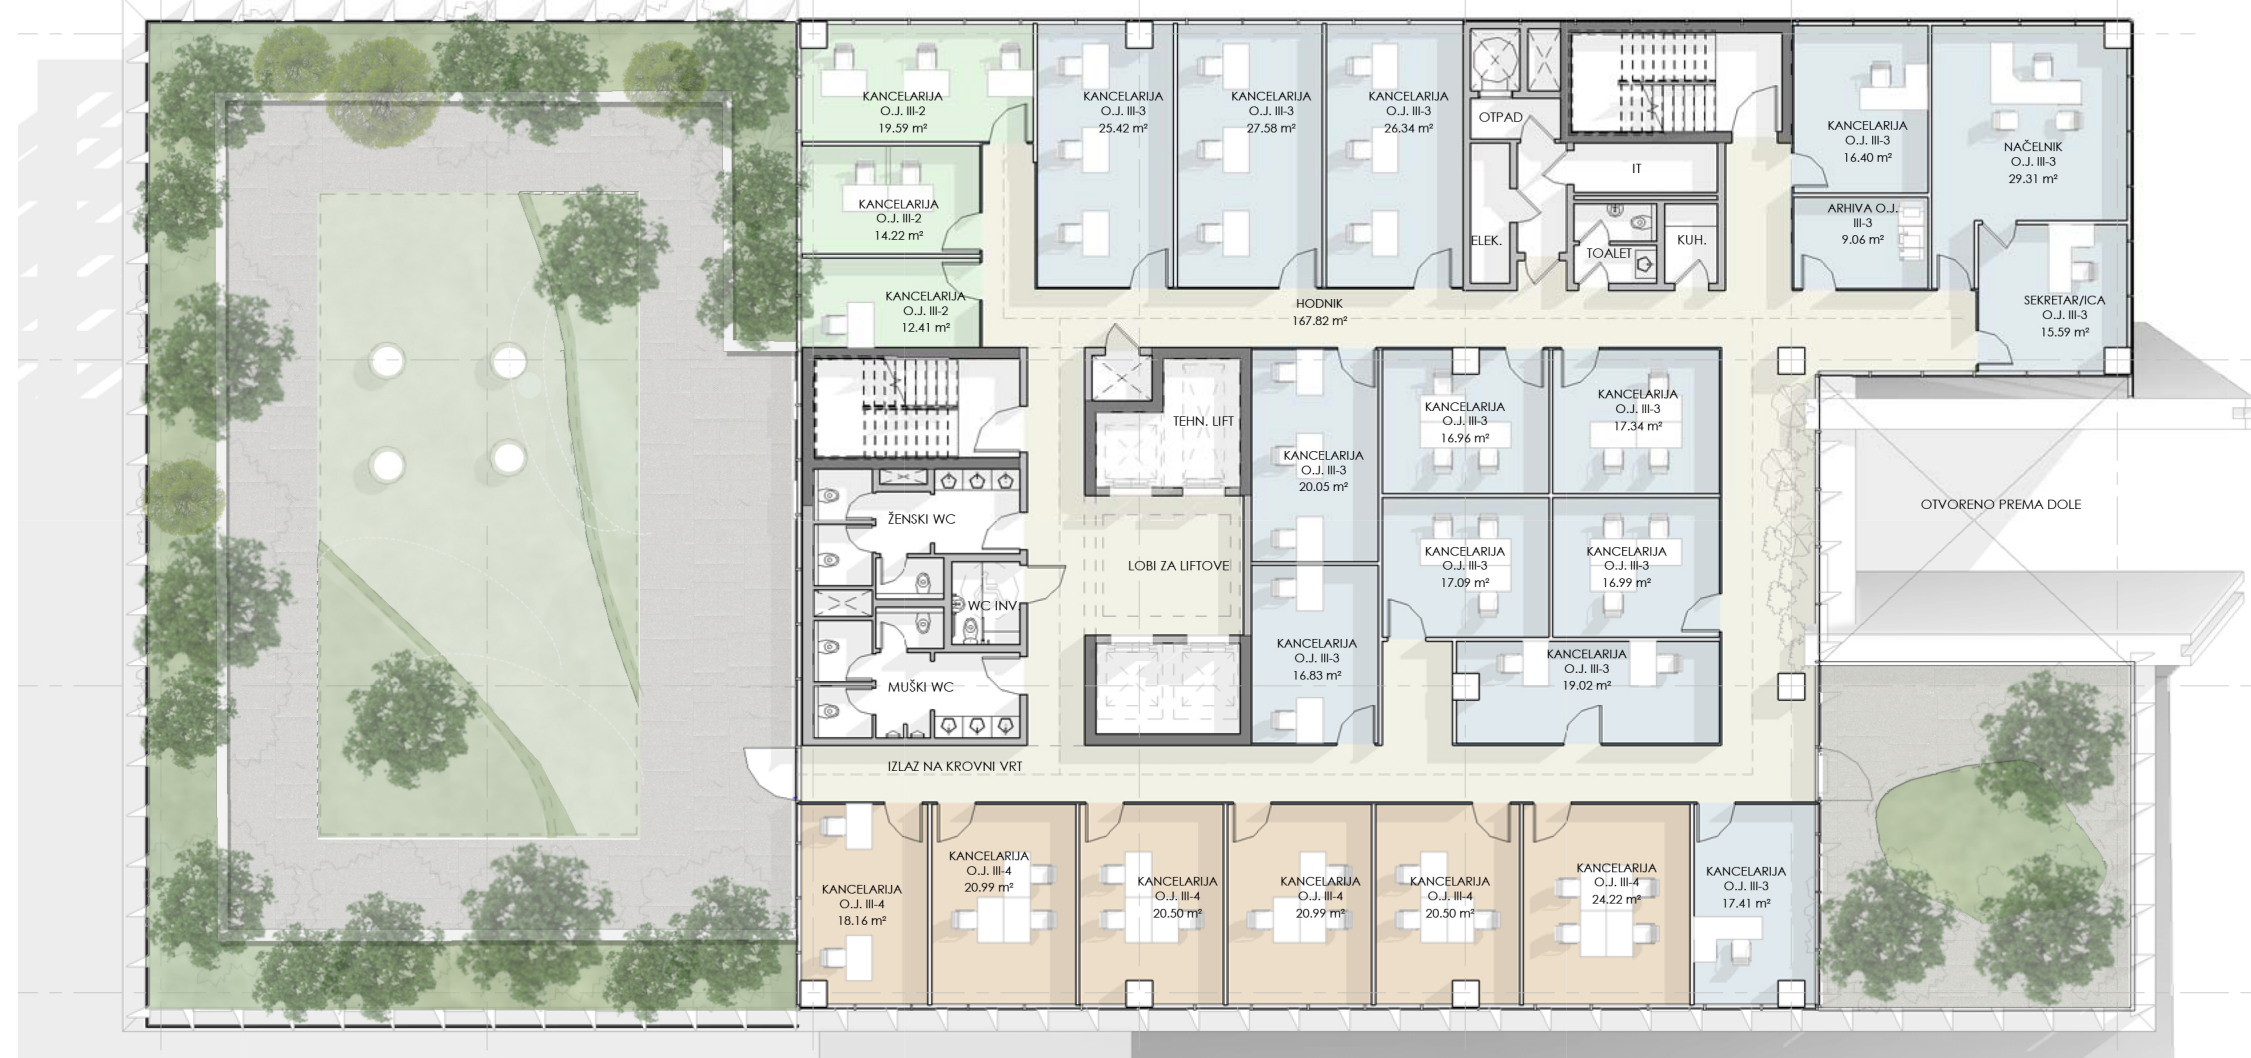 KANCELARIJA
O.J. III-2
19.59 m²
KANCELARIJA
O.J. III-3
25.42 m²
KANCELARIJA
O.J. III-3
27.58 m²
KANCELARIJA
O.J. III-3
26.34 m²
OTPAD
IT
ELEK.
TOALET
KUH.
KANCELARIJA
O.J. III-3
16.40 m²
NAČELNIK
O.J. III-3
29.31 m²
ARHIVA O.J.
III-3
9.06 m²
SEKRETAR/ICA
O.J. III-3
15.59 m²
KANCELARIJA
O.J. III-2
14.22 m²
KANCELARIJA
O.J. III-2
12.41 m²
HODNIK
167.82 m²
TEHN. LIFT
KANCELARIJA
O.J. III-3
20.05 m²
KANCELARIJA
O.J. III-3
16.96 m²
KANCELARIJA
O.J. III-3
17.34 m²
OTVORENO PREMA DOLE
ŽENSKI WC
LOBI ZA LIFTOVE
KANCELARIJA
O.J. III-3
17.09 m²
KANCELARIJA
O.J. III-3
16.99 m²
WC INV.
KANCELARIJA
O.J. III-3
16.83 m²
KANCELARIJA
O.J. III-3
19.02 m²
MUŠKI WC
IZLAZ NA KROVNI VRT
KANCELARIJA
O.J. III-4
18.16 m²
KANCELARIJA
O.J. III-4
20.99 m²
KANCELARIJA
O.J. III-4
20.50 m²
KANCELARIJA
O.J. III-4
20.99 m²
KANCELARIJA
O.J. III-4
20.50 m²
KANCELARIJA
O.J. III-4
24.22 m²
KANCELARIJA
O.J. III-3
17.41 m²